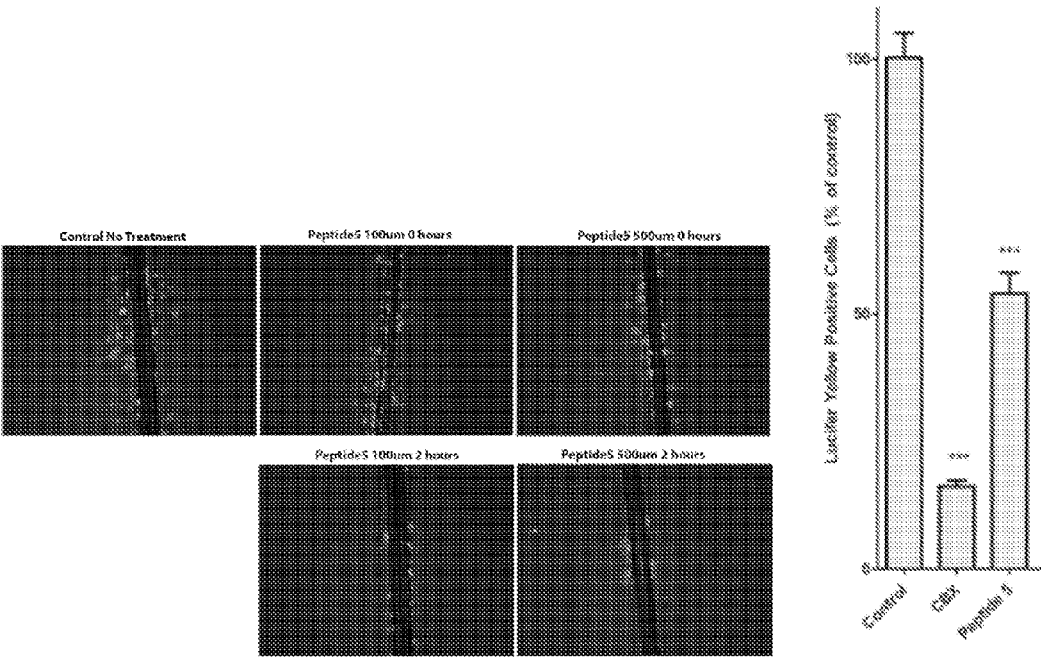 Control No Treatment
Peptide5 100um 0 hours
Peptide5 500um 0 hours
Peptide5 100um 2 hours
Peptide5 500um 2 hours
Lucifer Yellow Positive Cells (% of control)
100
50
0
***
***
Control
CBX
Peptide 5